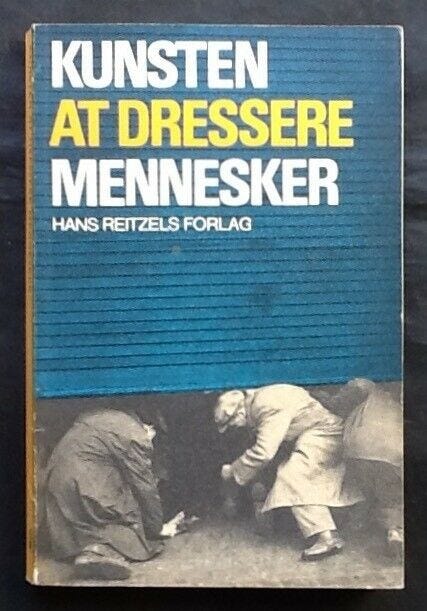 KUNSTEN
AT DRESSERE
MENNESKER
HANS REITZELS FORLAG